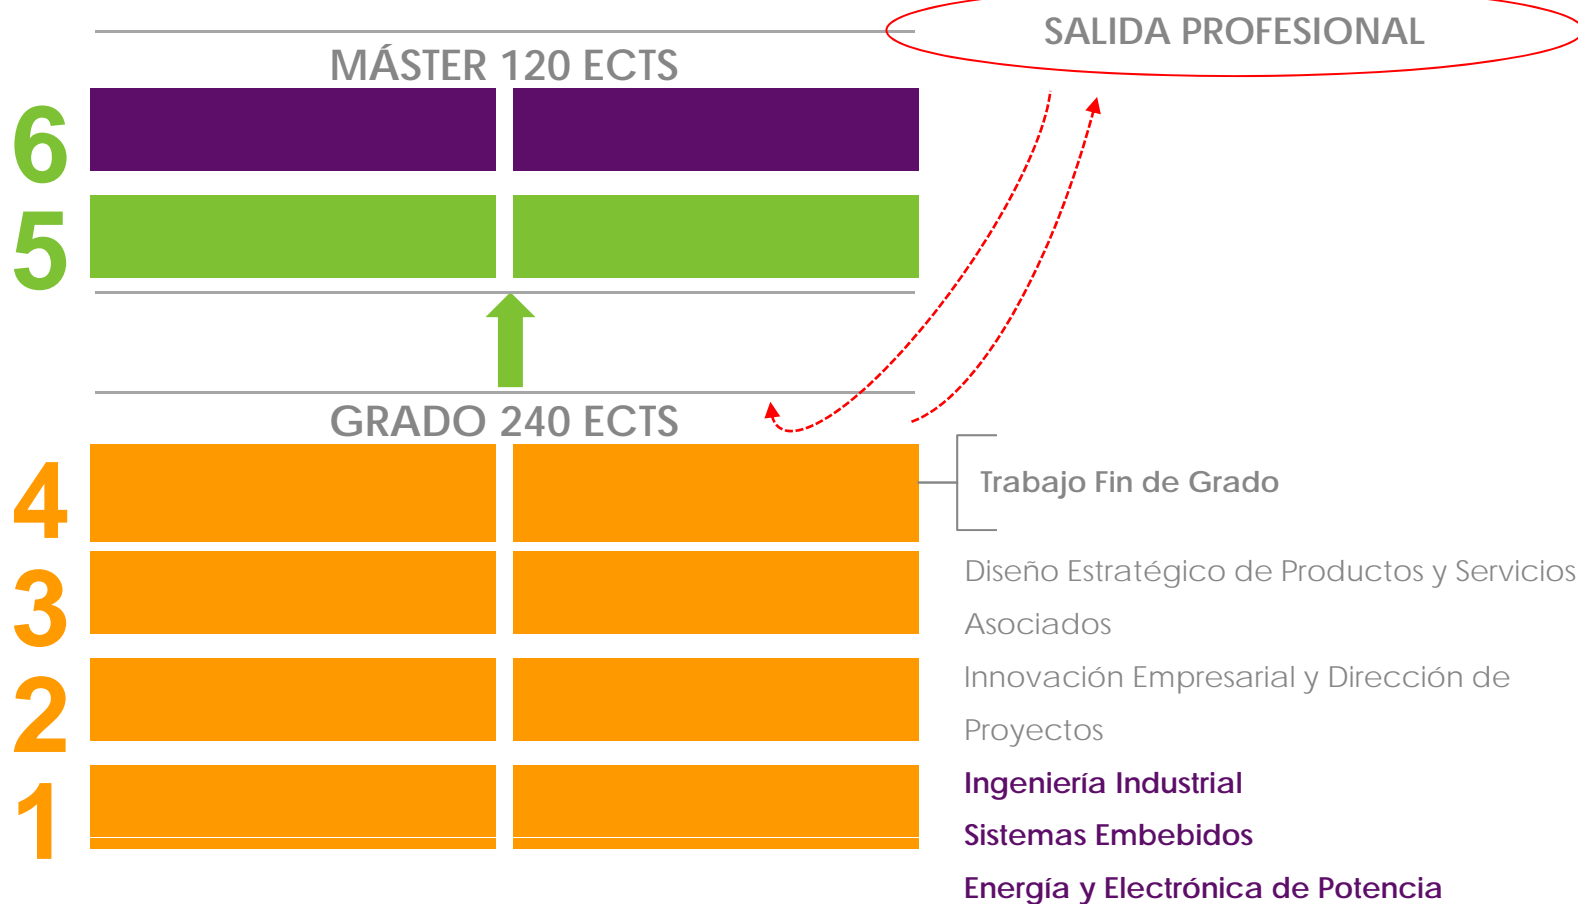 SALIDA PROFESIONAL
MÁSTER 120 ECTS
6
5
GRADO 240 ECTS
4
Trabajo Fin de Grado
3
Diseño Estratégico de Productos y Servicios
Asociados
2
Innovación Empresarial y Dirección de
Proyectos
1
Ingeniería Industrial
Sistemas Embebidos
Energía y Electrónica de Potencia